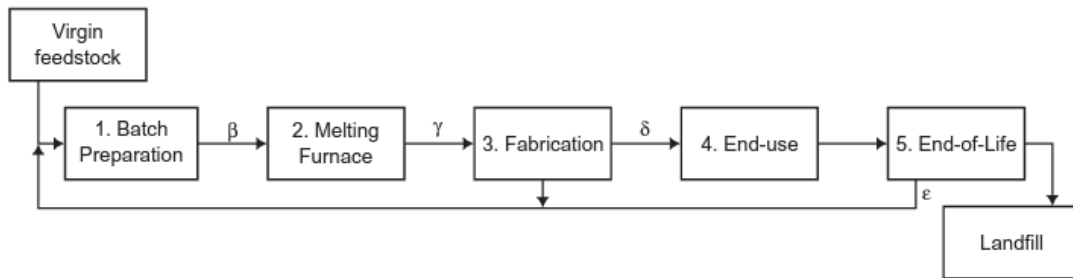 Virgin
feedstock
1. Batch
Preparation
β
2. Melting
Furnace
γ
3. Fabrication
δ
4. End-use
5. End-of-Life
ε
Landfill